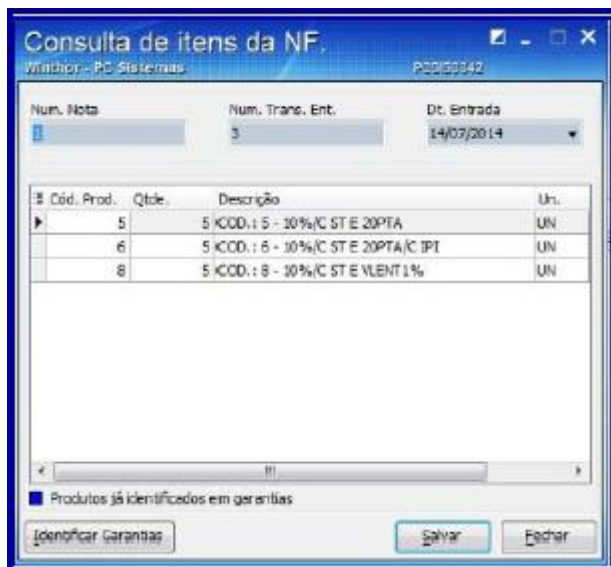 Consulta de itens da NF.
Winthor - PC Sistemas
Num. Nota Num. Trans. Ent. Dt. Entrada
1 3 14/07/2014
Cód. Prod. Qtde. Descrição Un.
5 5 COD.: 5 - 10%/C ST E 20PTA UN
6 5 COD.: 6 - 10%/C ST E 20PTA/C IPI UN
8 5 COD.: 8 - 10%/C ST E VLENT1% UN
Produtos já identificados em garantias
Identificar Garantias Salvar Fechar